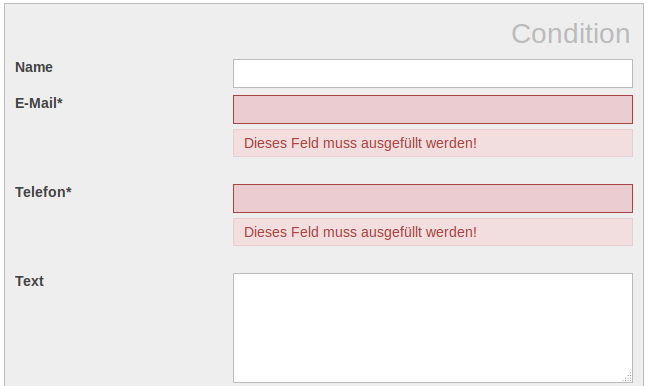 Condition
Name
E-Mail*
Dieses Feld muss ausgefüllt werden!
Telefon*
Dieses Feld muss ausgefüllt werden!
Text